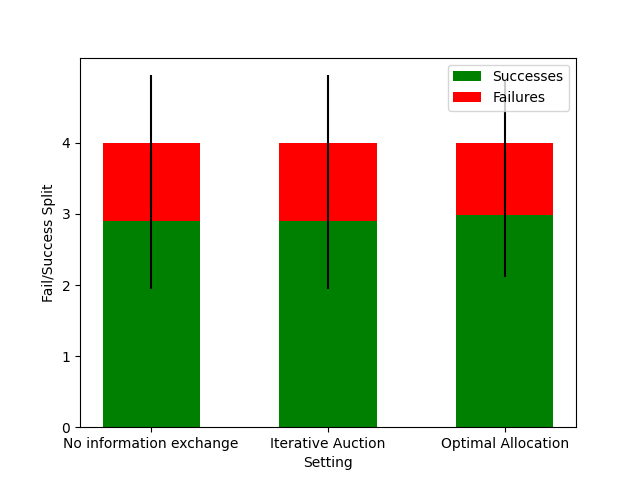 Successes
Failures
Fail/Success Split
4
3
2
1
0
No information exchange
Iterative Auction
Optimal Allocation
Setting